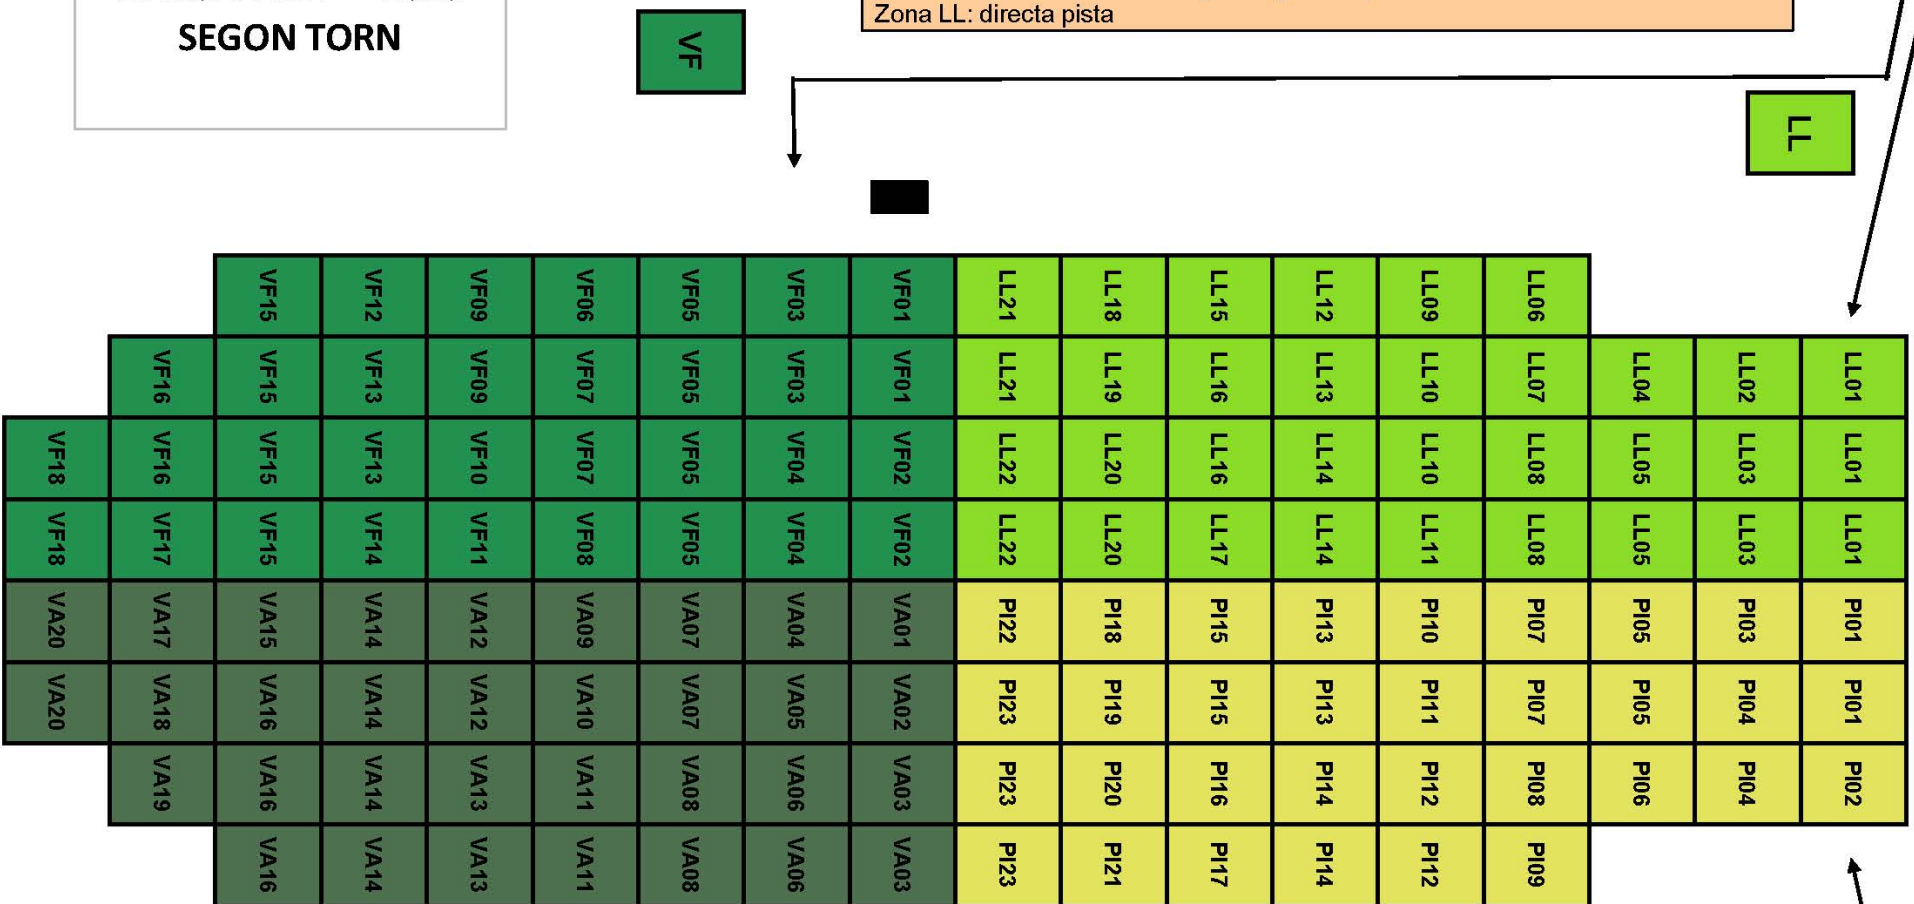 SEGON TORN
Zona LL: directa pista
VF
LL
VF15 VF12 VF09 VF06 VF05 VF03 VF01 LL21 LL18 LL15 LL12 LL09 LL06
VF16 VF15 VF13 VF09 VF07 VF05 VF03 VF01 LL21 LL19 LL16 LL13 LL10 LL07 LL04 LL02 LL01
VF18 VF16 VF15 VF13 VF10 VF07 VF05 VF04 VF02 LL22 LL20 LL16 LL14 LL10 LL08 LL05 LL03 LL01
VF18 VF17 VF15 VF14 VF11 VF08 VF05 VF04 VF02 LL22 LL20 LL17 LL14 LL11 LL08 LL05 LL03 LL01
VA20 VA17 VA15 VA14 VA12 VA09 VA07 VA04 VA01 PI22 PI18 PI15 PI13 PI10 PI07 PI05 PI03 PI01
VA20 VA18 VA16 VA14 VA12 VA10 VA07 VA05 VA02 PI23 PI19 PI15 PI13 PI11 PI07 PI05 PI04 PI01
VA19 VA16 VA14 VA13 VA11 VA08 VA06 VA03 PI23 PI20 PI16 PI14 PI12 PI08 PI06 PI04 PI02
VA16 VA14 VA13 VA11 VA08 VA06 VA03 PI23 PI21 PI17 PI14 PI12 PI09